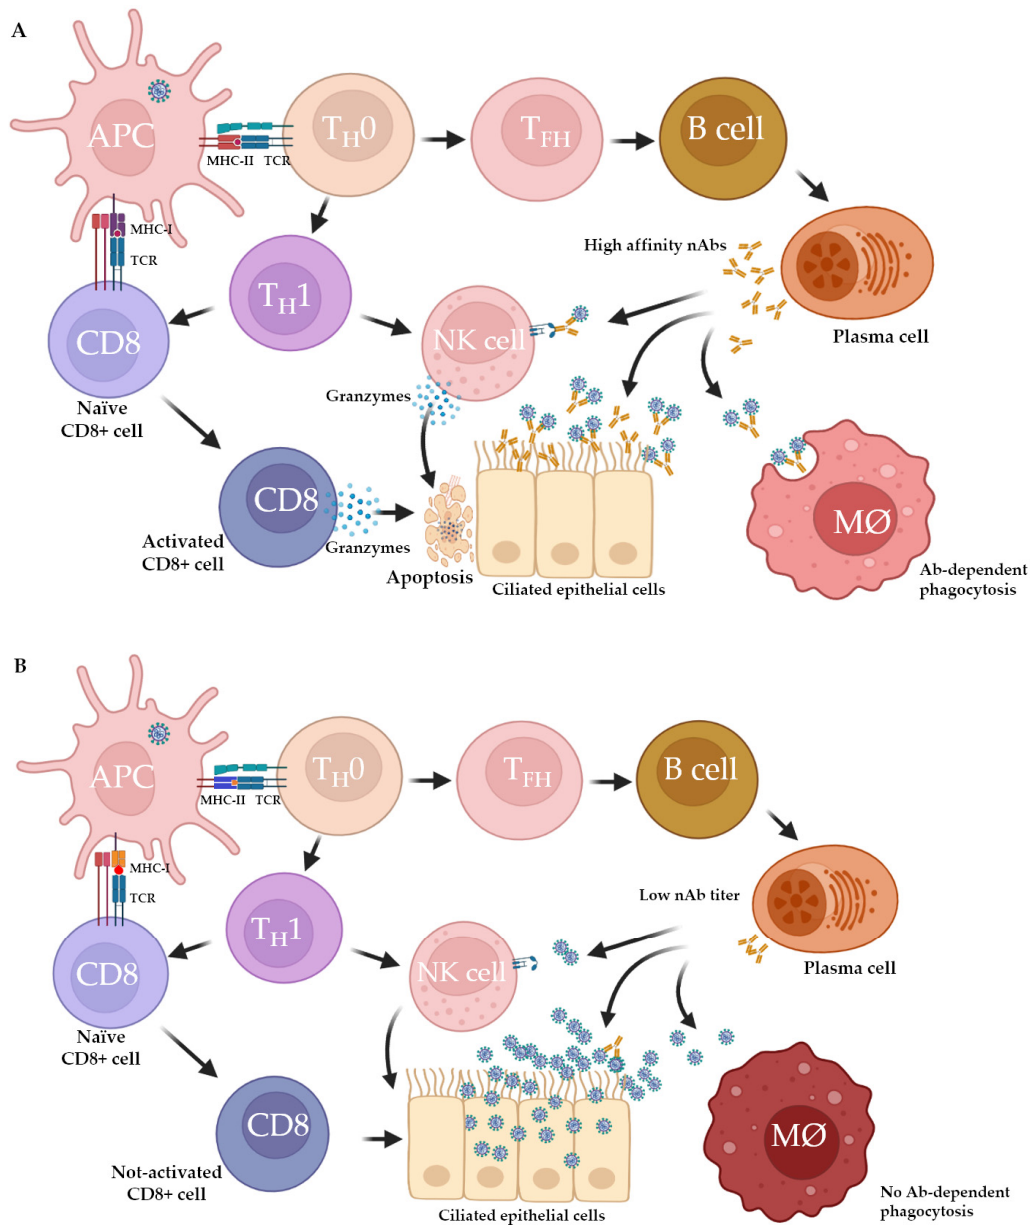 A
APC
MHC-II TCR
TH0
TFH
B cell
MHC-I
TCR
High affinity nAbs
TH1
CD8
NK cell
Plasma cell
Naïve
CD8+ cell
Granzymes
CD8
Activated
CD8+ cell
Granzymes
Apoptosis
Ciliated epithelial cells
MØ
Ab-dependent
phagocytosis
B
APC
MHC-II TCR
TH0
TFH
B cell
MHC-I
TCR
Low nAb titer
TH1
CD8
NK cell
Plasma cell
Naïve
CD8+ cell
CD8
Not-activated
CD8+ cell
Ciliated epithelial cells
MØ
No Ab-dependent
phagocytosis